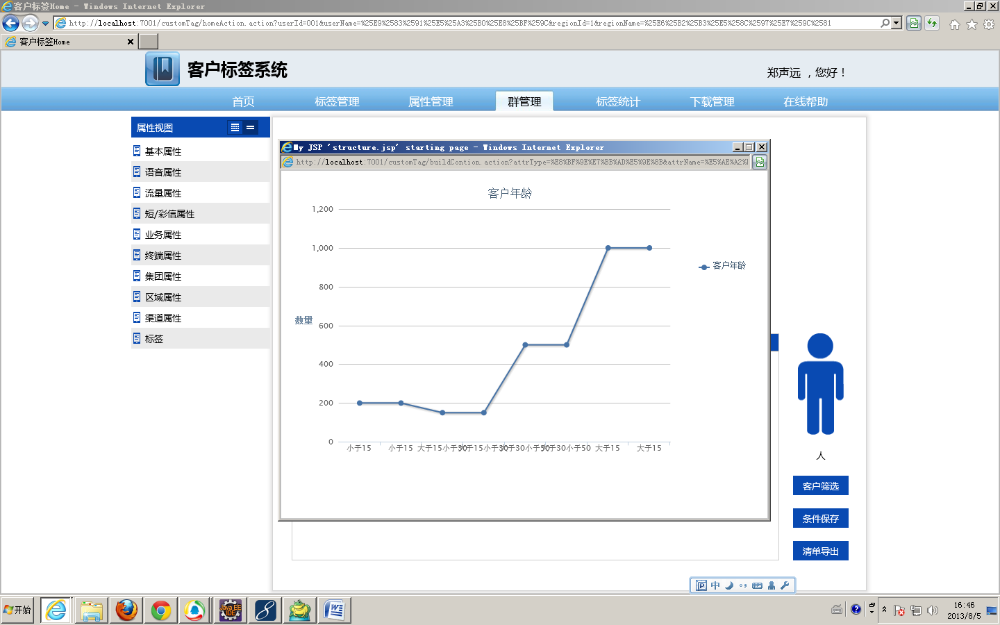 客户标签Home - Windows Internet Explorer
http://localhost:7001/customTag/homeAction.action?userId=001&userName=%25E9%2583%2591%25E5%25A3%25B0%25E8%25BF%259C&regionId=1&regionName=%25E6%25B2%25B3%25E5%258C%2597%25E7%259C%2581
客户标签Home
客户标签系统
郑声远 ，您好！
首页 标签管理 属性管理 群管理 标签统计 下载管理 在线帮助
属性视图
基本属性
语音属性
流量属性
短/彩信属性
业务属性
终端属性
集团属性
区域属性
渠道属性
标签
My JSP 'structure.jsp' starting page - Windows Internet Explorer
http://localhost:7001/customTag/buildContion.action?attrType=%E8%BF%9E%E7%BB%AD%E5%9E%8B&attrName=%E5%AE%A2%
客户年龄
1,200
1,000
800
600
400
200
0
数量
客户年龄
小于15 小于15 大于15小于30 大于15小于30 大于30小于50 大于30小于50 大于15 大于15
人
客户筛选
条件保存
清单导出
中
开始
Java EE
IDE
16:46
2013/8/5